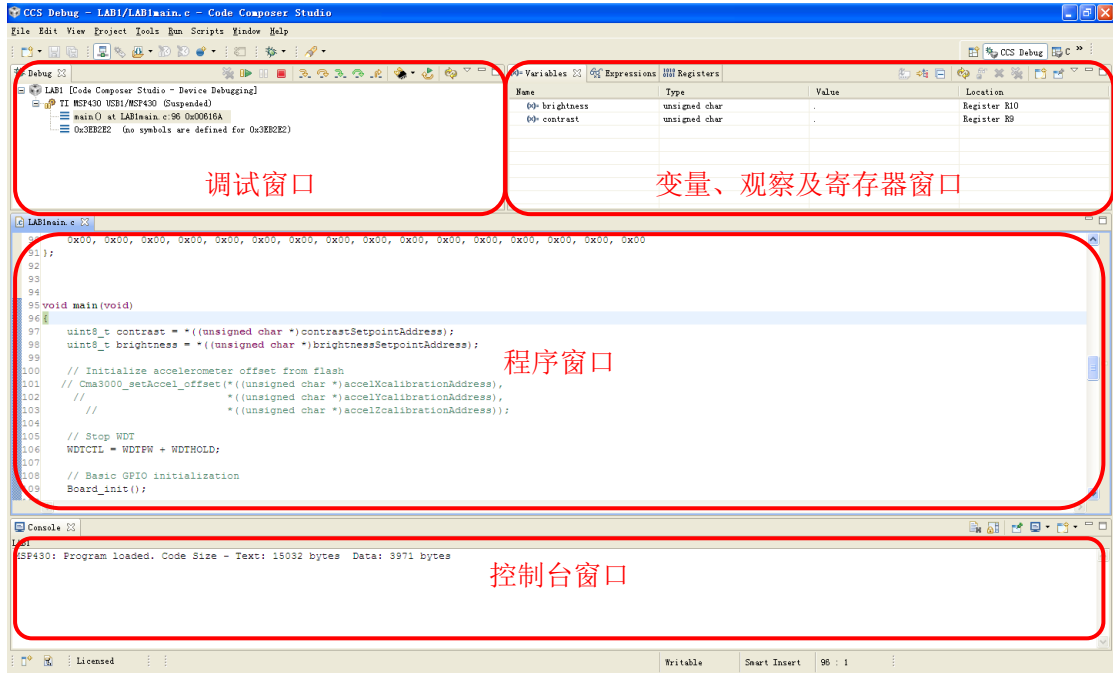 CCS Debug - LAB1/LAB1main.c - Code Composer Studio
File Edit View Project Tools Run Scripts Window Help
CCS Debug C »
Debug
LAB1 [Code Composer Studio - Device Debugging]
TI MSP430 USB1/MSP430 (Suspended)
main() at LAB1main.c:96 0x00616A
0x3EB2E2 (no symbols are defined for 0x3EB2E2)
调试窗口
(x)= Variables Expressions 1010 0101 Registers
Name Type Value Location
(x)= brightness unsigned char . Register R10
(x)= contrast unsigned char . Register R9
变量、观察及寄存器窗口
LAB1main.c
0x00, 0x00, 0x00, 0x00, 0x00, 0x00, 0x00, 0x00, 0x00, 0x00, 0x00, 0x00, 0x00, 0x00, 0x00, 0x00
91 };
92
93
94
95 void main(void)
96 {
97 uint8_t contrast = *((unsigned char *)contrastSetpointAddress);
98 uint8_t brightness = *((unsigned char *)brightnessSetpointAddress);
99
100 // Initialize accelerometer offset from flash
101 // Cma3000_setAccel_offset(*((unsigned char *)accelXcalibrationAddress),
102 // *((unsigned char *)accelYcalibrationAddress),
103 // *((unsigned char *)accelZcalibrationAddress));
104
105 // Stop WDT
106 WDTCTL = WDTPW + WDTHOLD;
107
108 // Basic GPIO initialization
109 Board_init();
程序窗口
Console
LAB1
MSP430: Program loaded. Code Size - Text: 15032 bytes Data: 3971 bytes
控制台窗口
Licensed Writable Smart Insert 96 : 1